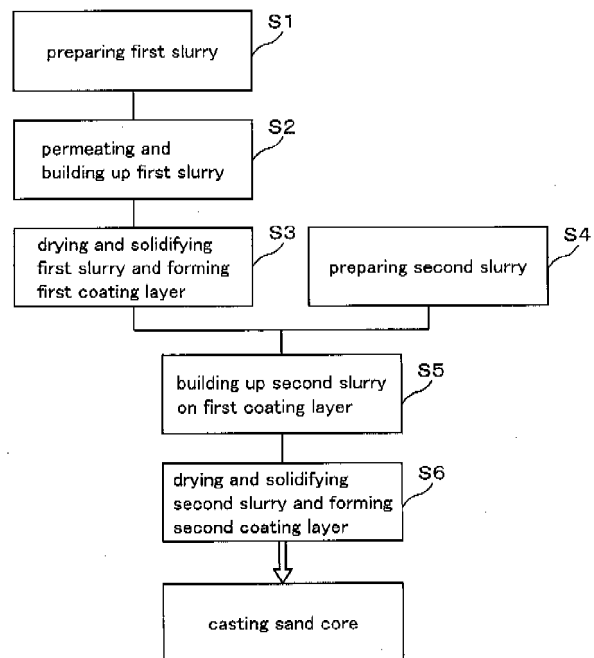 S1
preparing first slurry
S2
permeating and
building up first slurry
S3
drying and solidifying
first slurry and forming
first coating layer
S4
preparing second slurry
S5
building up second slurry
on first coating layer
S6
drying and solidifying
second slurry and forming
second coating layer
casting sand core